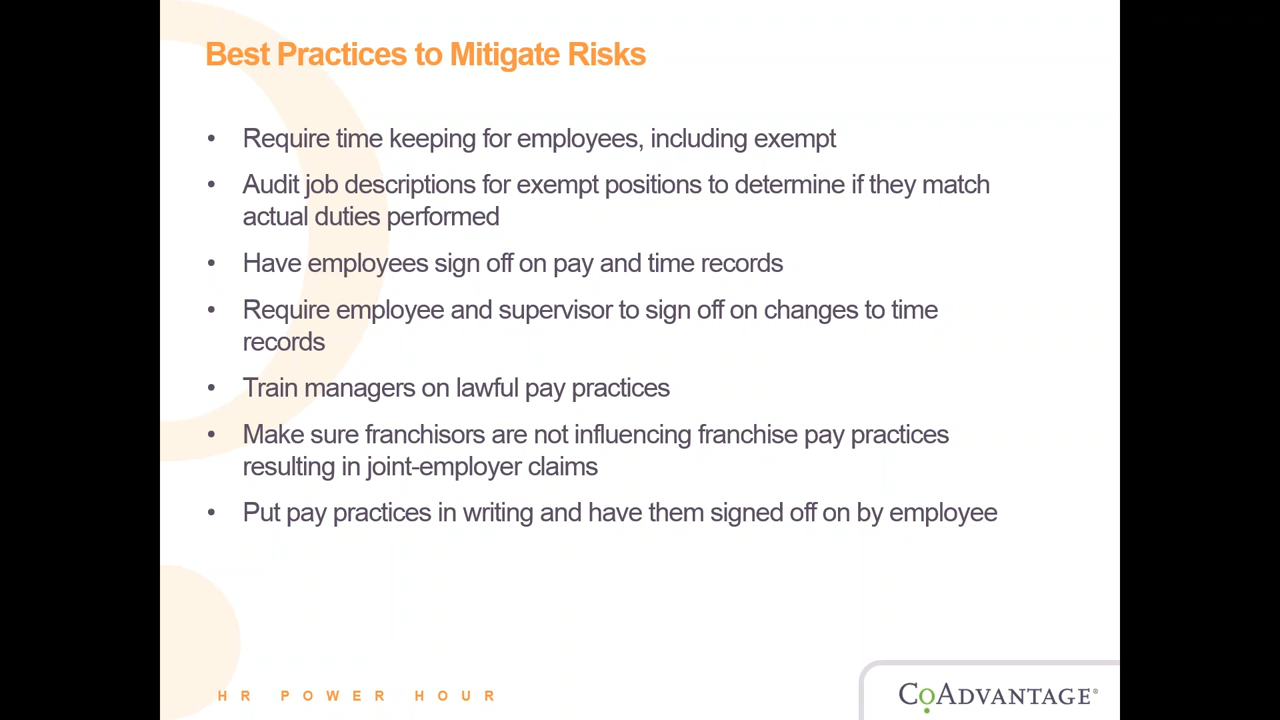 Best Practices to Mitigate Risks
• Require time keeping for employees, including exempt
• Audit job descriptions for exempt positions to determine if they match
actual duties performed
• Have employees sign off on pay and time records
• Require employee and supervisor to sign off on changes to time
records
• Train managers on lawful pay practices
• Make sure franchisors are not influencing franchise pay practices
resulting in joint-employer claims
• Put pay practices in writing and have them signed off on by employee
HR POWER HOUR
COADVANTAGE®